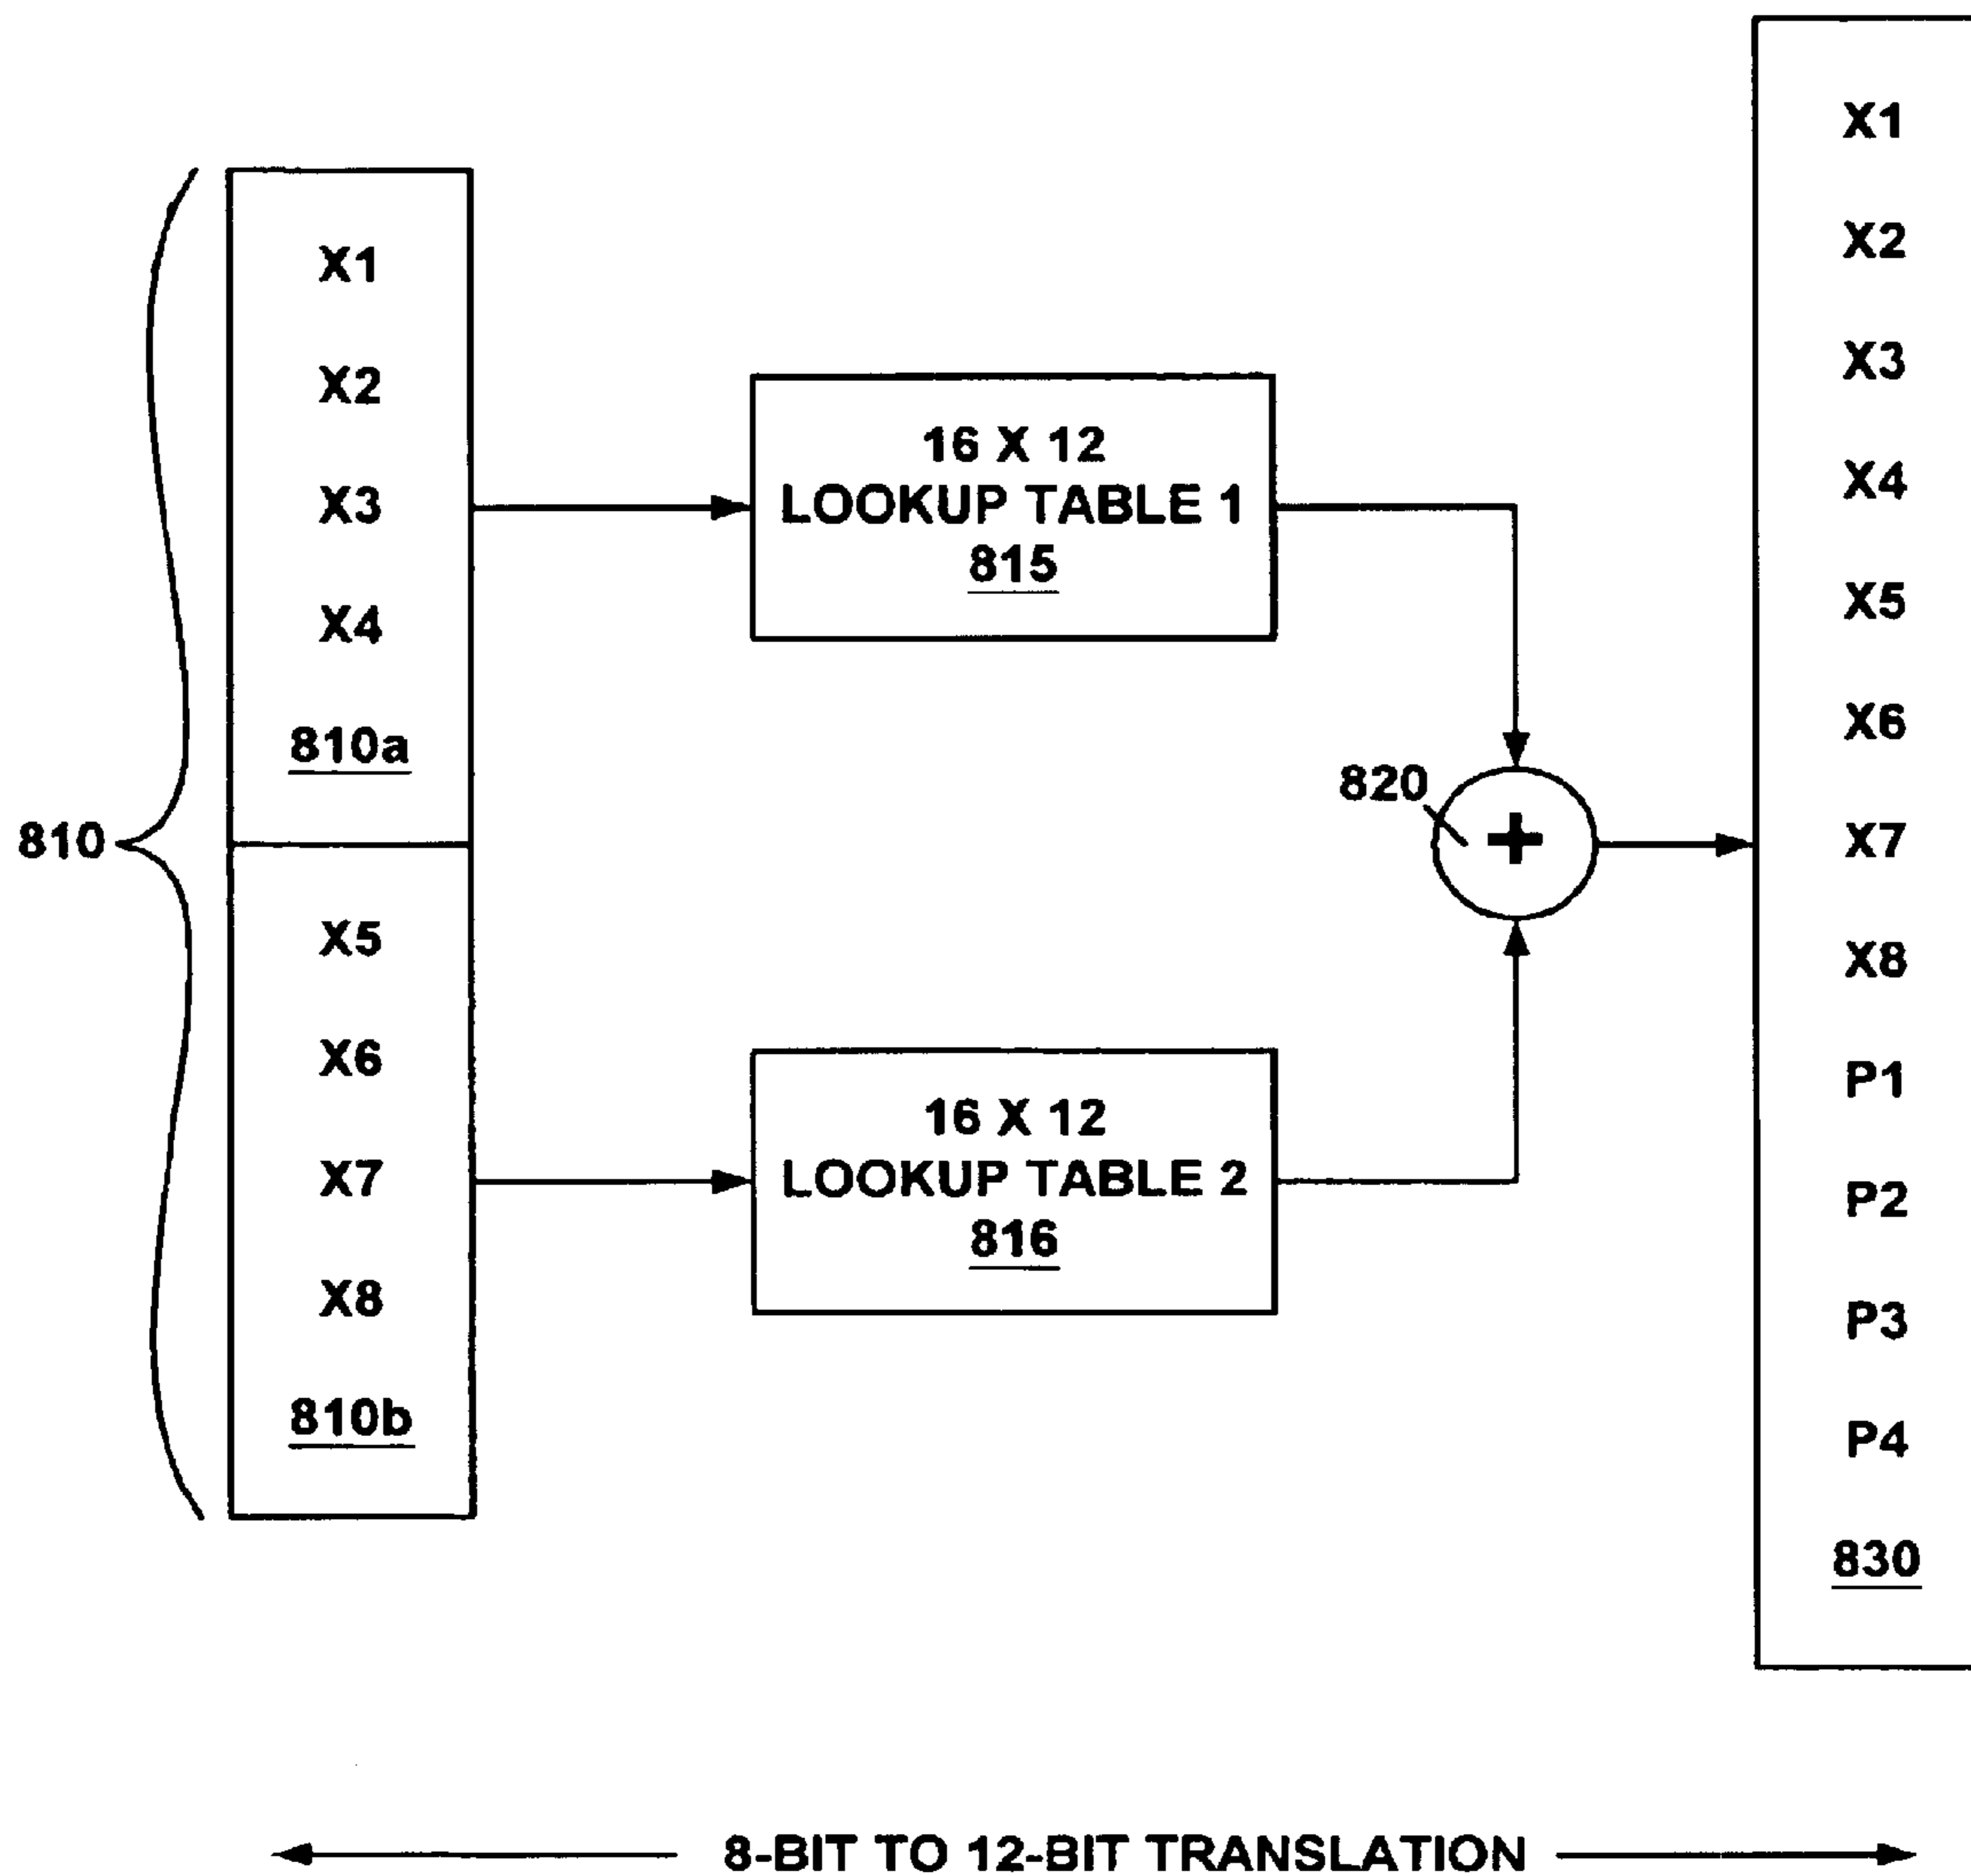 810
X1
X2
X3
X4
810a
X5
X6
X7
X8
810b
16 X 12
LOOKUP TABLE 1
815
16 X 12
LOOKUP TABLE 2
816
820
+
X1
X2
X3
X4
X5
X6
X7
X8
P1
P2
P3
P4
830
8-BIT TO 12-BIT TRANSLATION